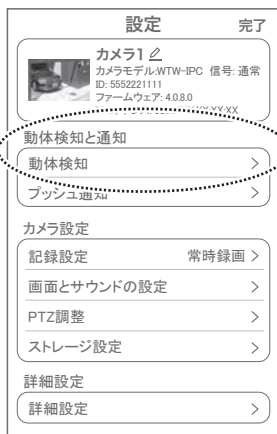 設定 完了
カメラ1
カメラモデル:WTW-IPC 信号: 通常
ID: 5552221111
ファームウェア: 4.0.8.0
動体検知と通知
動体検知
プッシュ通知
カメラ設定
記録設定 常時録画
画面とサウンドの設定
PTZ調整
ストレージ設定
詳細設定
詳細設定